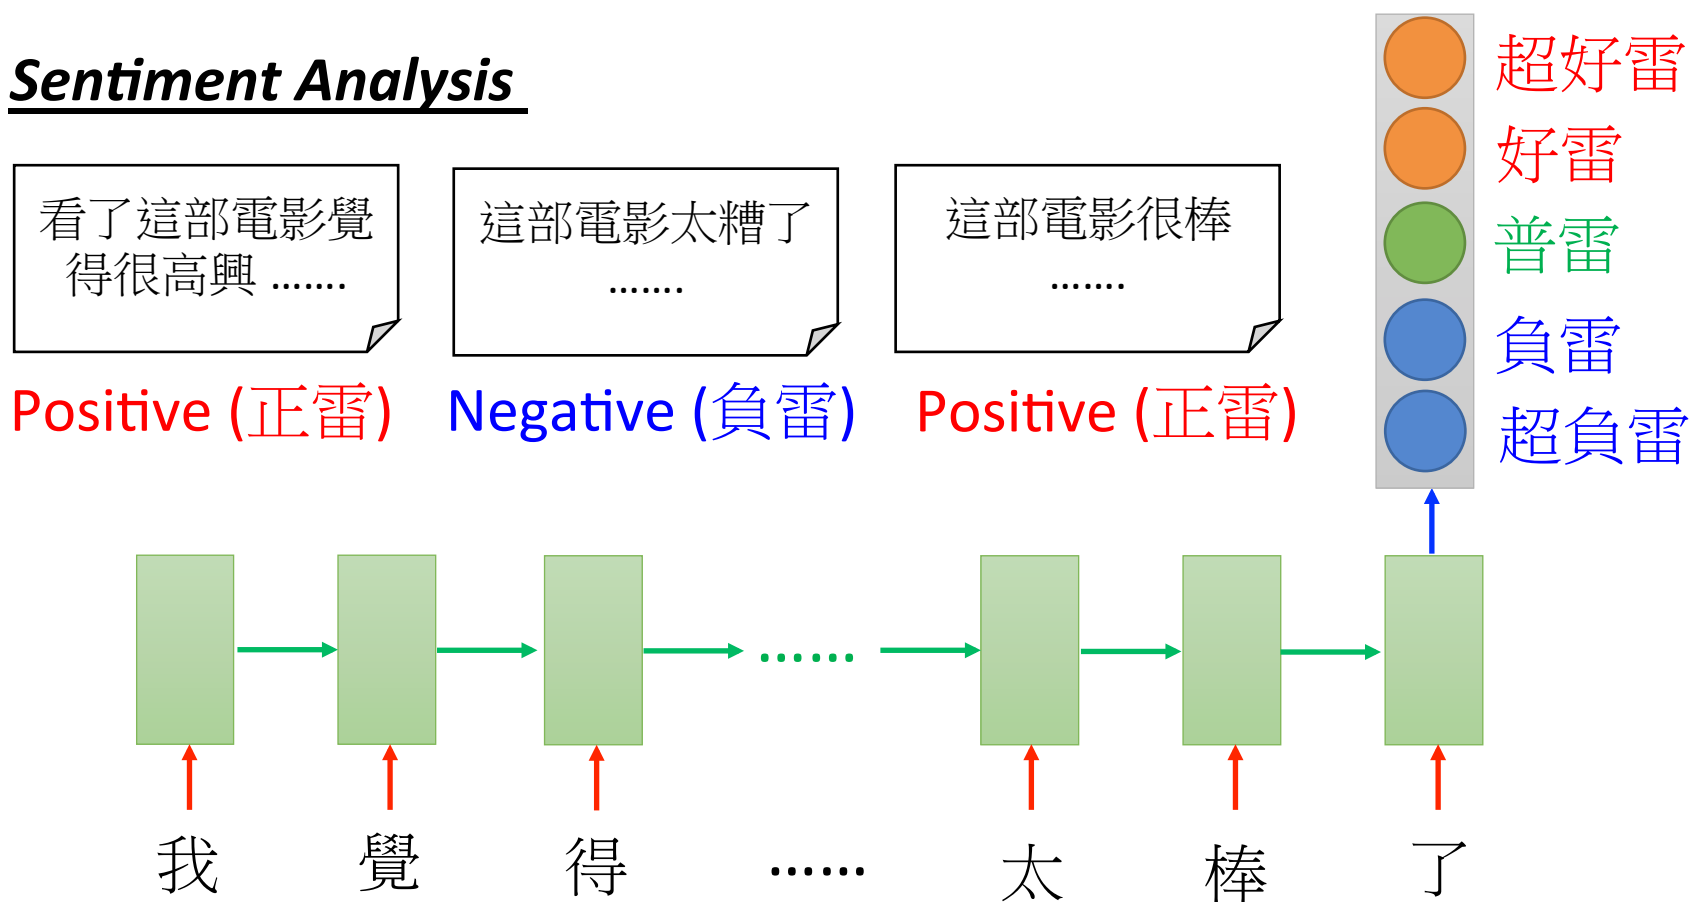 Sentiment Analysis
看了這部電影覺
得很高興 .......
Positive (正雷)
這部電影太糟了
.......
Negative (負雷)
這部電影很棒
.......
Positive (正雷)
超好雷
好雷
普雷
負雷
超負雷
......
我 覺 得 ...... 太 棒 了